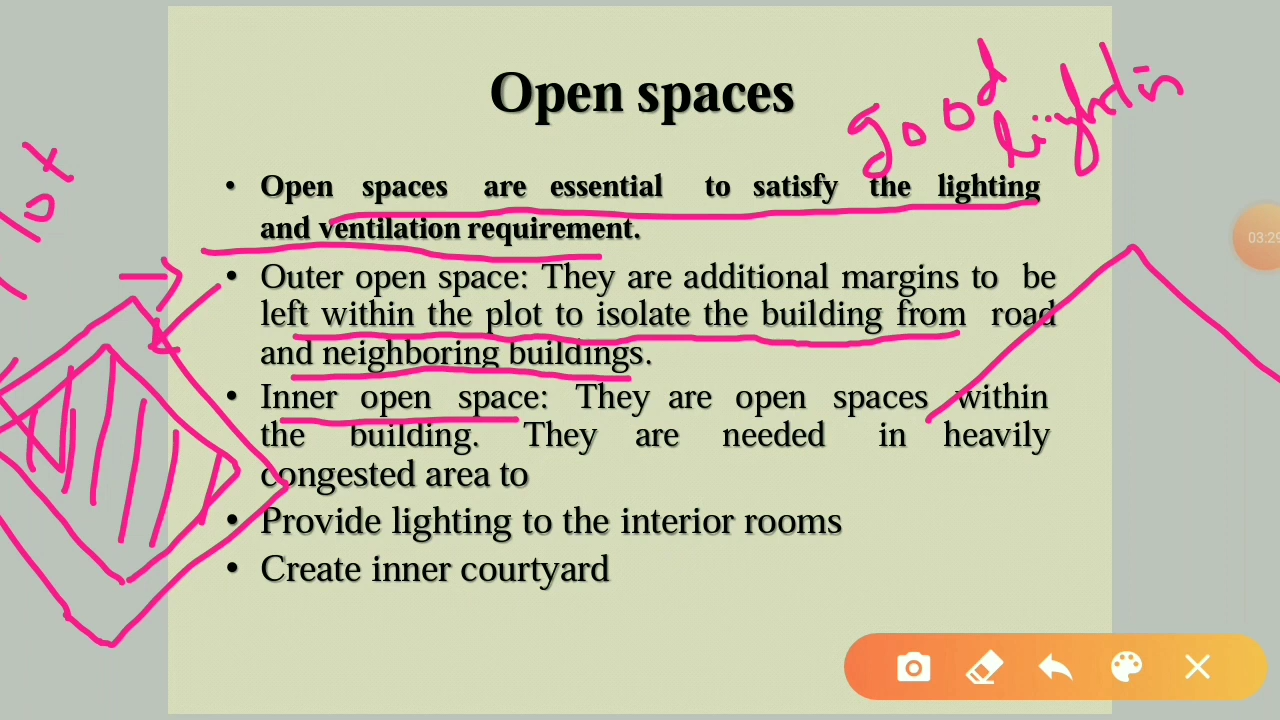 Open spaces
good
lightin
• Open spaces are essential to satisfy the lighting
and ventilation requirement.
lot
• Outer open space: They are additional margins to be
left within the plot to isolate the building from road
and neighboring buildings.
• Inner open space: They are open spaces within
the building. They are needed in heavily
congested area to
• Provide lighting to the interior rooms
• Create inner courtyard
03:29